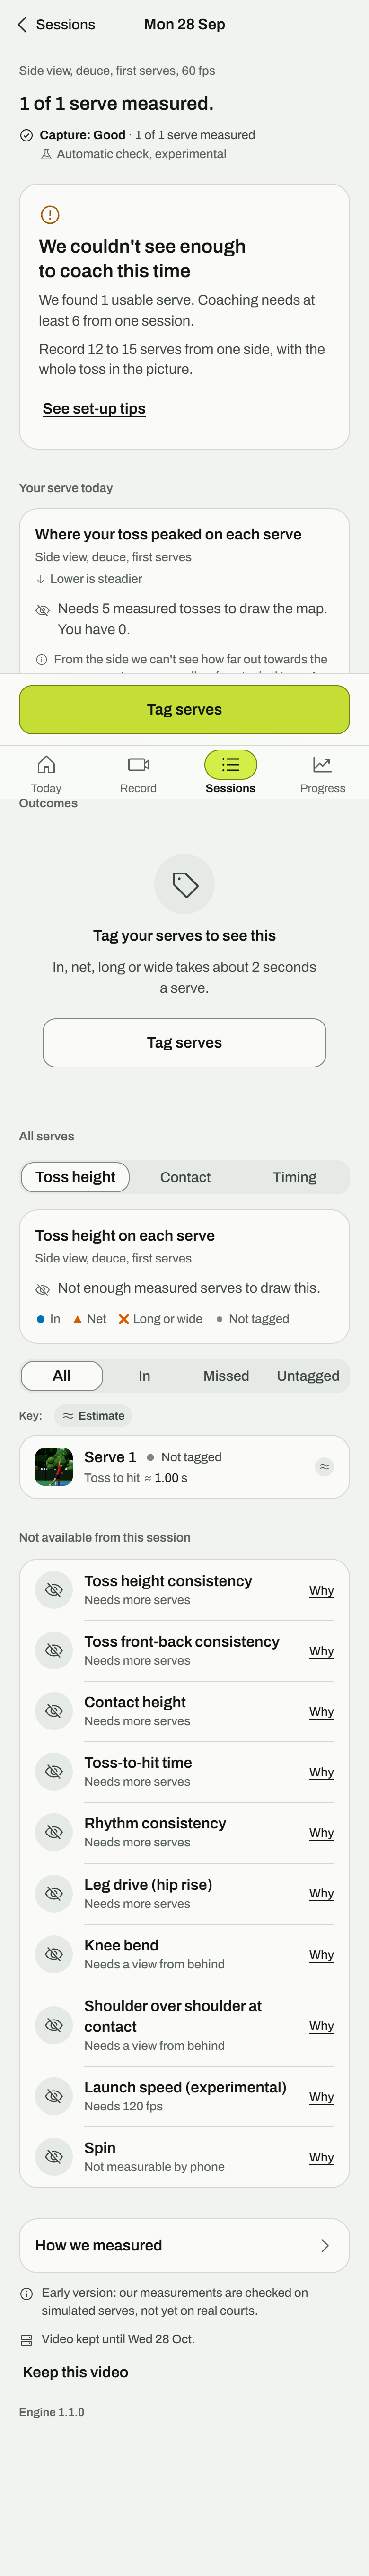 Sessions
Mon 28 Sep
Side view, deuce, first serves, 60 fps
1 of 1 serve measured.
Capture: Good · 1 of 1 serve measured
Automatic check, experimental
We couldn't see enough
to coach this time
We found 1 usable serve. Coaching needs at
least 6 from one session.
Record 12 to 15 serves from one side, with the
whole toss in the picture.
See set-up tips
Your serve today
Where your toss peaked on each serve
Side view, deuce, first serves
↓ Lower is steadier
Needs 5 measured tosses to draw the map.
You have 0.
From the side we can't see how far out towards the
Tag serves
Today
Record
Sessions
Progress
Outcomes
Tag your serves to see this
In, net, long or wide takes about 2 seconds
a serve.
Tag serves
All serves
Toss height
Contact
Timing
Toss height on each serve
Side view, deuce, first serves
Not enough measured serves to draw this.
In
Net
Long or wide
Not tagged
All
In
Missed
Untagged
Key:
≈ Estimate
Serve 1
Not tagged
Toss to hit ≈ 1.00 s
≈
Not available from this session
Toss height consistency
Needs more serves
Why
Toss front-back consistency
Needs more serves
Why
Contact height
Needs more serves
Why
Toss-to-hit time
Needs more serves
Why
Rhythm consistency
Needs more serves
Why
Leg drive (hip rise)
Needs more serves
Why
Knee bend
Needs a view from behind
Why
Shoulder over shoulder at
contact
Needs a view from behind
Why
Launch speed (experimental)
Needs 120 fps
Why
Spin
Not measurable by phone
Why
How we measured
Early version: our measurements are checked on
simulated serves, not yet on real courts.
Video kept until Wed 28 Oct.
Keep this video
Engine 1.1.0